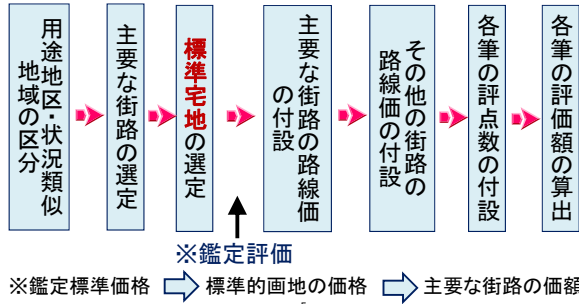 用途地区・状況類似
地域の区分
主要な街路の選定
標準宅地の選定
主要な街路の路線価
の付設
その他の街路の
路線価の付設
各筆の評点数の付設
各筆の評価額の算出
※鑑定評価
※鑑定標準価格
標準的画地の価格
主要な街路の価額